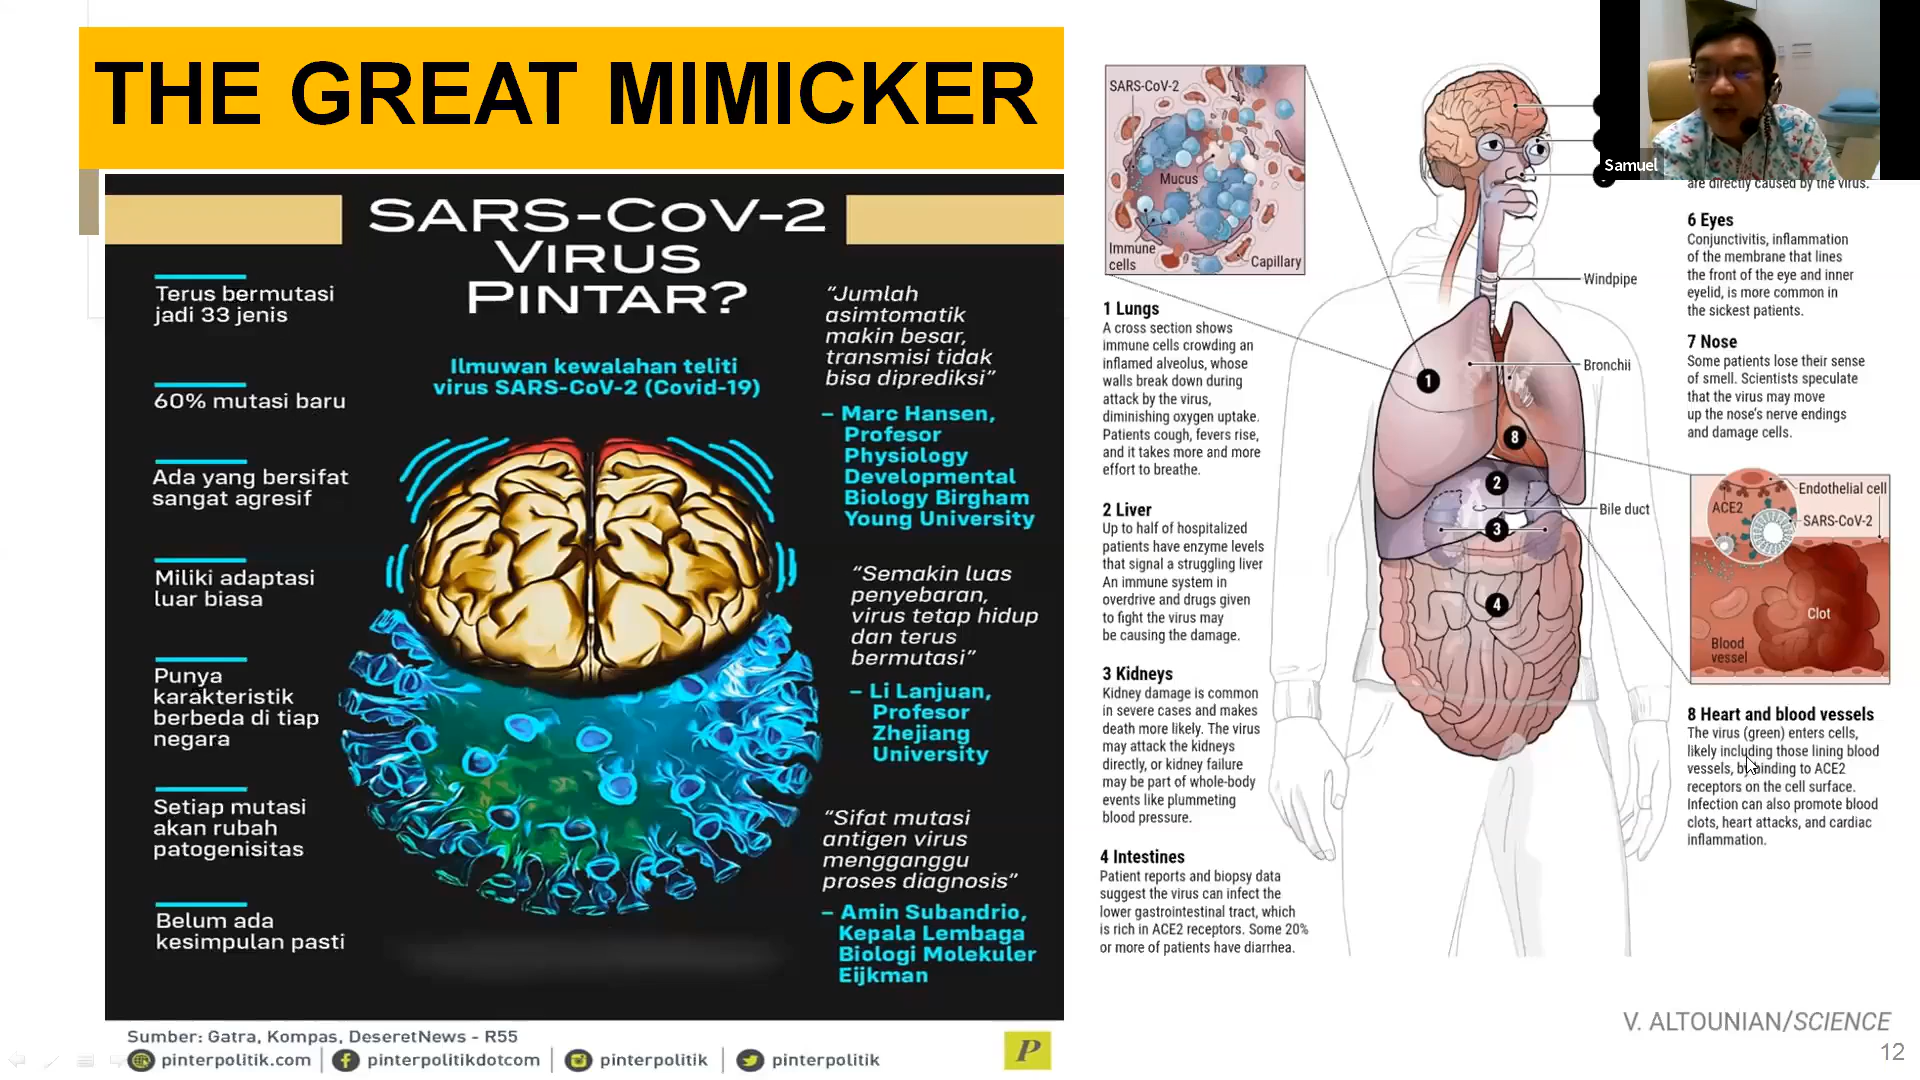 THE GREAT MIMICKER
SARS-CoV-2
VIRUS
PINTAR?
Ilmuwan kewalahan teliti
virus SARS-CoV-2 (Covid-19)
Terus bermutasi
jadi 33 jenis
60% mutasi baru
Ada yang bersifat
sangat agresif
Miliki adaptasi
luar biasa
Punya
karakteristik
berbeda di tiap
negara
Setiap mutasi
akan rubah
patogenisitas
Belum ada
kesimpulan pasti
“Jumlah
asimtomatik
makin besar,
transmisi tidak
bisa diprediksi”
– Marc Hansen,
Profesor
Physiology
Developmental
Biology Birgham
Young University
“Semakin luas
penyebaran,
virus tetap hidup
dan terus
bermutasi”
– Li Lanjuan,
Profesor
Zhejiang
University
“Sifat mutasi
antigen virus
mengganggu
proses diagnosis”
– Amin Subandrio,
Kepala Lembaga
Biologi Molekuler
Eijkman
Sumber: Gatra, Kompas, DeseretNews - R55
pinterpolitik.com
pinterpolitikdotcom
pinterpolitik
pinterpolitik
P
SARS-CoV-2
Mucus
Immune
cells
Capillary
1 Lungs
A cross section shows
immune cells crowding an
inflamed alveolus, whose
walls break down during
attack by the virus,
diminishing oxygen uptake.
Patients cough, fevers rise,
and it takes more and more
effort to breathe.
2 Liver
Up to half of hospitalized
patients have enzyme levels
that signal a struggling liver
An immune system in
overdrive and drugs given
to fight the virus may
be causing the damage.
3 Kidneys
Kidney damage is common
in severe cases and makes
death more likely. The virus
may attack the kidneys
directly, or kidney failure
may be part of whole-body
events like plummeting
blood pressure.
4 Intestines
Patient reports and biopsy data
suggest the virus can infect the
lower gastrointestinal tract, which
is rich in ACE2 receptors. Some 20%
or more of patients have diarrhea.
Windpipe
Bronchii
Bile duct
1
8
2
3
4
Samuel
are directly caused by the virus.
6 Eyes
Conjunctivitis, inflammation
of the membrane that lines
the front of the eye and inner
eyelid, is more common in
the sickest patients.
7 Nose
Some patients lose their sense
of smell. Scientists speculate
that the virus may move
up the nose’s nerve endings
and damage cells.
Endothelial cell
ACE2
SARS-CoV-2
Clot
Blood
vessel
8 Heart and blood vessels
The virus (green) enters cells,
likely including those lining blood
vessels, by binding to ACE2
receptors on the cell surface.
Infection can also promote blood
clots, heart attacks, and cardiac
inflammation.
V. ALTOUNIAN/SCIENCE
12